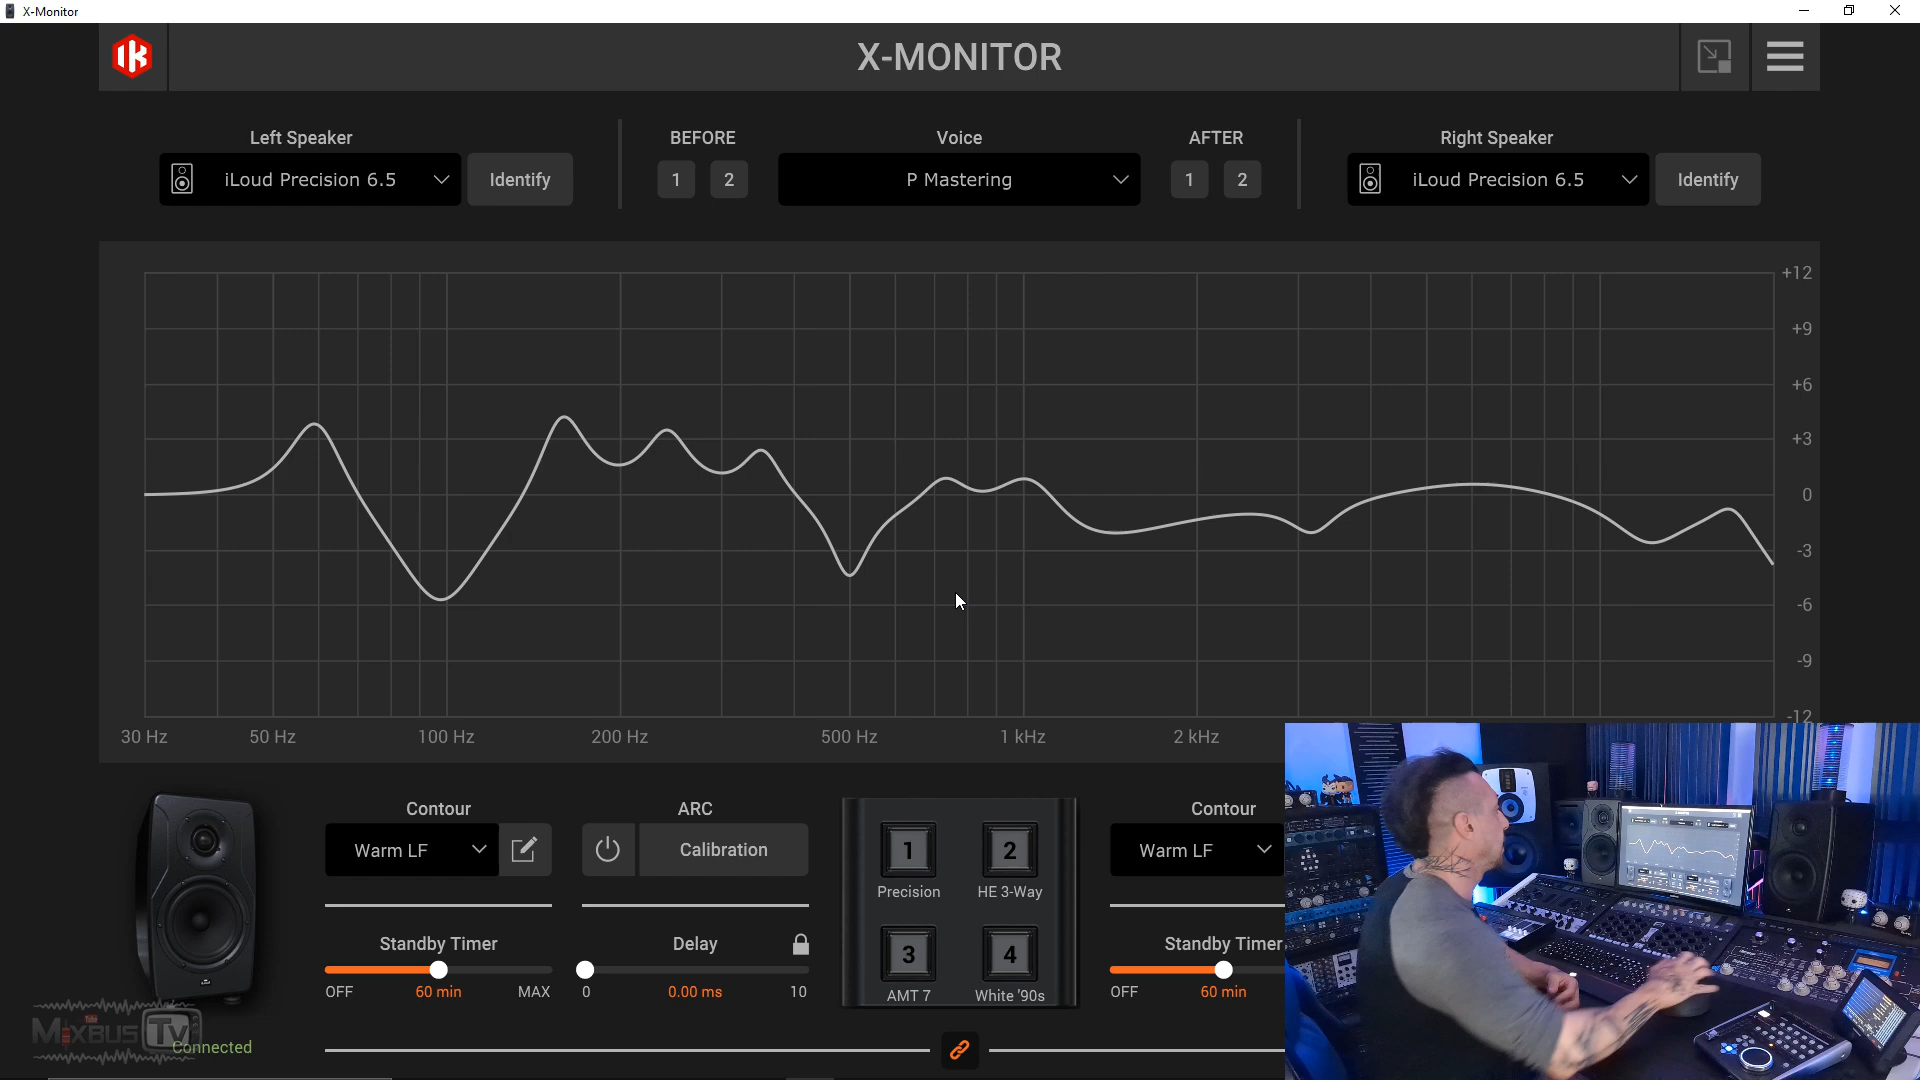 X-Monitor
X-MONITOR
Left Speaker
iLoud Precision 6.5
Identify
BEFORE
1 2
Voice
P Mastering
AFTER
1 2
Right Speaker
iLoud Precision 6.5
Identify
+12
+9
+6
+3
0
-3
-6
-9
-12
30 Hz 50 Hz 100 Hz 200 Hz 500 Hz 1 kHz 2 kHz
Contour
Warm LF
ARC
Calibration
Standby Timer
OFF 60 min MAX
Delay
0 0.00 ms 10
1
Precision
2
HE 3-Way
3
AMT 7
4
White '90s
Contour
Warm LF
Standby Timer
OFF 60 min
MIXBUS TV
Connected